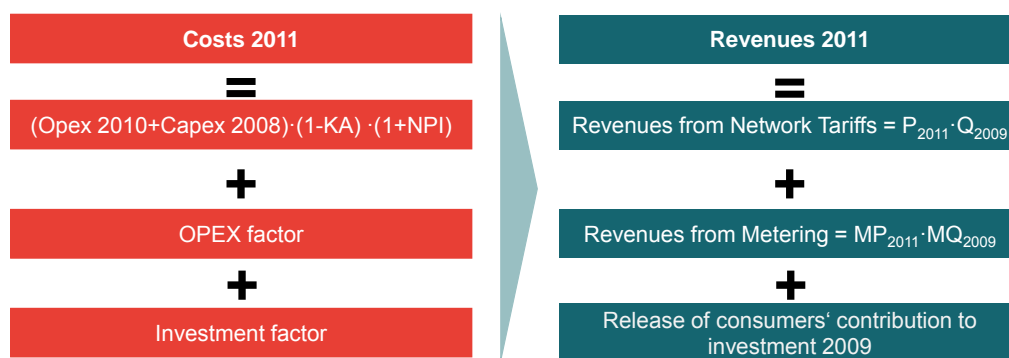 Costs 2011
=
(Opex 2010+Capex 2008)·(1-KA) ·(1+NPI)
+
OPEX factor
+
Investment factor
Revenues 2011
=
Revenues from Network Tariffs = P₂₀₁₁·Q₂₀₀₉
+
Revenues from Metering = MP₂₀₁₁·MQ₂₀₀₉
+
Release of consumers‘ contribution to
investment 2009